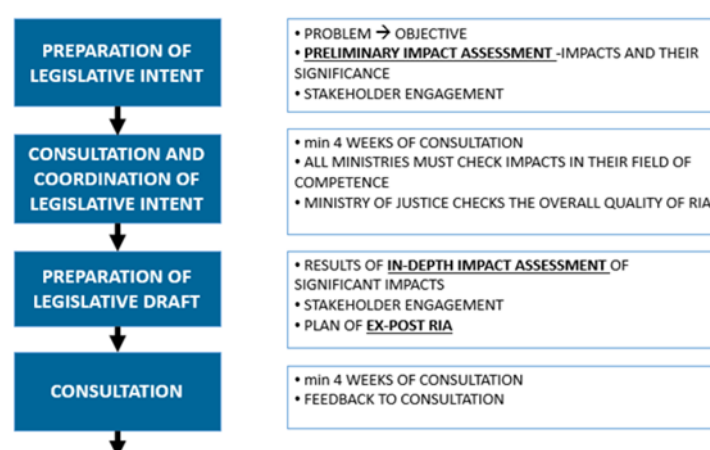 PREPARATION OF
LEGISLATIVE INTENT
• PROBLEM → OBJECTIVE
• PRELIMINARY IMPACT ASSESSMENT -IMPACTS AND THEIR
SIGNIFICANCE
• STAKEHOLDER ENGAGEMENT
CONSULTATION AND
COORDINATION OF
LEGISLATIVE INTENT
• min 4 WEEKS OF CONSULTATION
• ALL MINISTRIES MUST CHECK IMPACTS IN THEIR FIELD OF
COMPETENCE
• MINISTRY OF JUSTICE CHECKS THE OVERALL QUALITY OF RIA
PREPARATION OF
LEGISLATIVE DRAFT
• RESULTS OF IN-DEPTH IMPACT ASSESSMENT OF
SIGNIFICANT IMPACTS
• STAKEHOLDER ENGAGEMENT
• PLAN OF EX-POST RIA
CONSULTATION
• min 4 WEEKS OF CONSULTATION
• FEEDBACK TO CONSULTATION